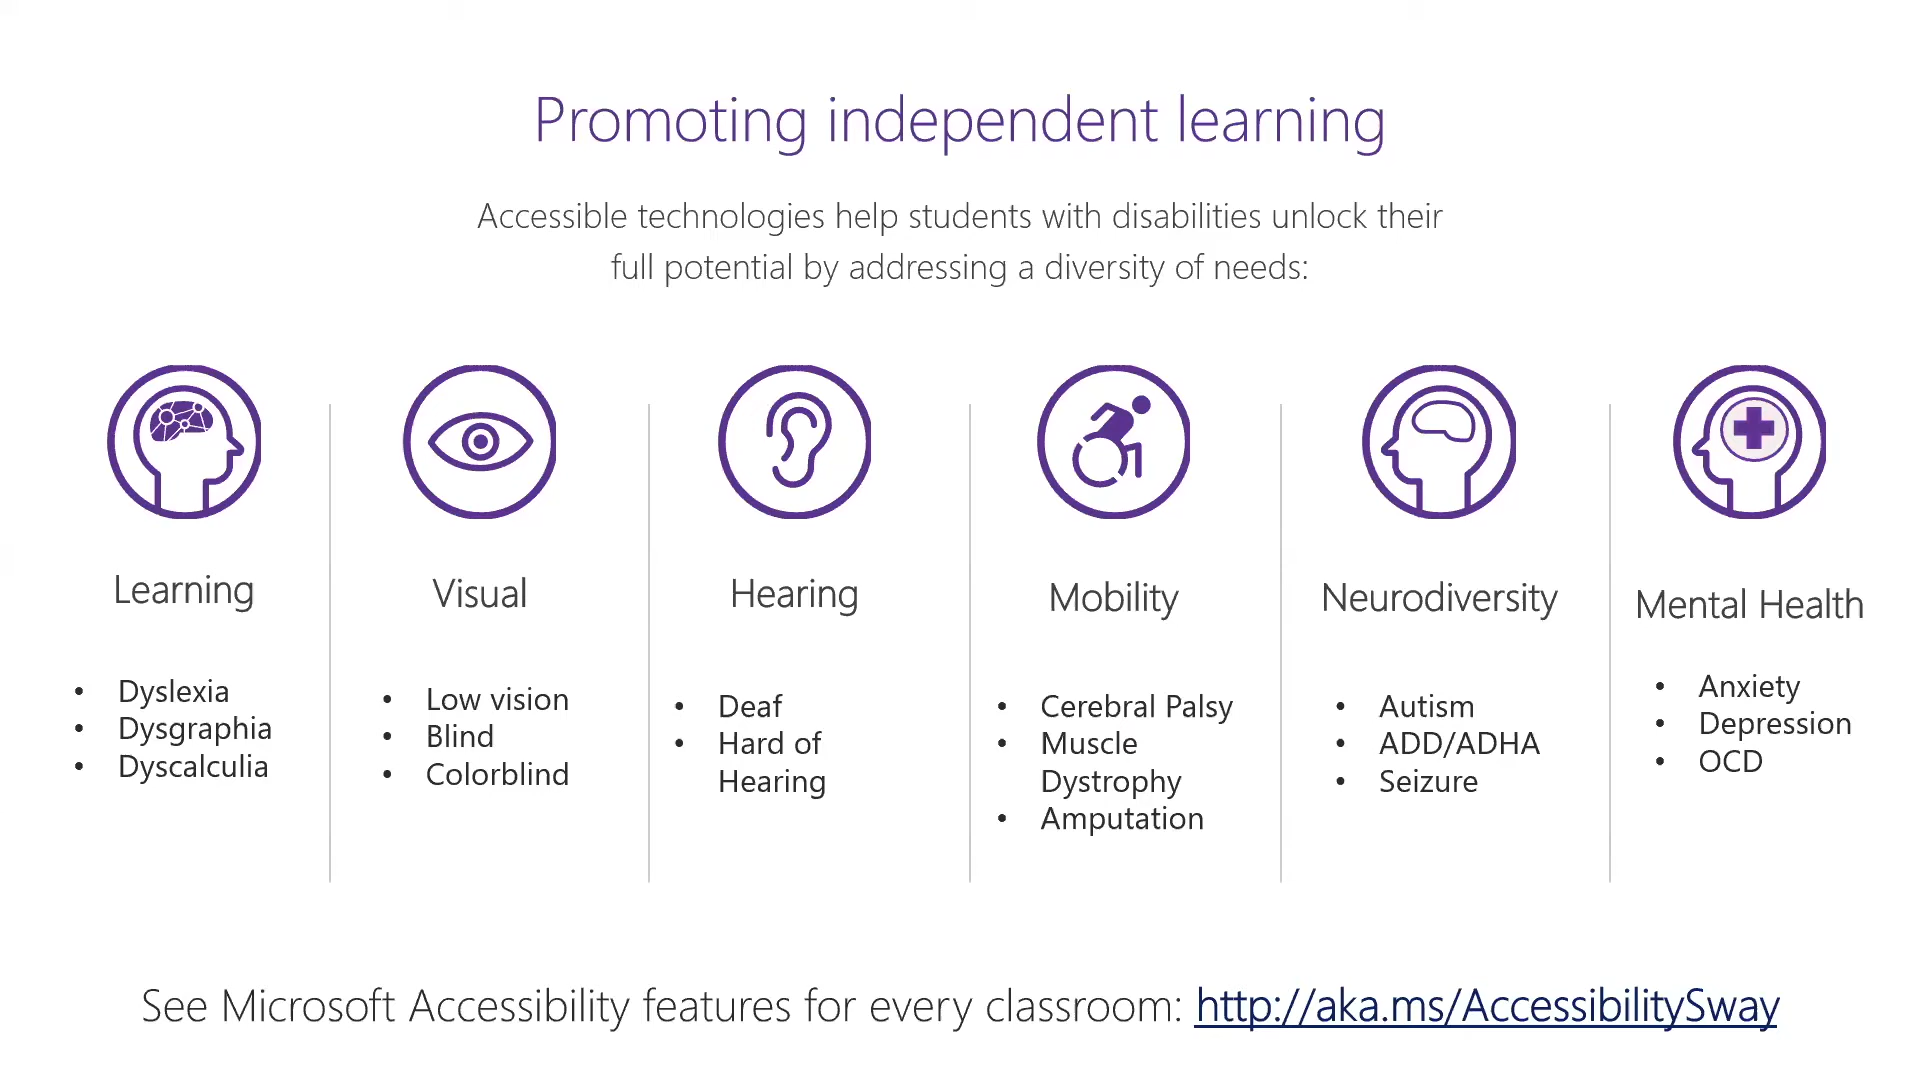 Promoting independent learning
Accessible technologies help students with disabilities unlock their
full potential by addressing a diversity of needs:
Learning
• Dyslexia
• Dysgraphia
• Dyscalculia
Visual
• Low vision
• Blind
• Colorblind
Hearing
• Deaf
• Hard of
Hearing
Mobility
• Cerebral Palsy
• Muscle
Dystrophy
• Amputation
Neurodiversity
• Autism
• ADD/ADHA
• Seizure
Mental Health
• Anxiety
• Depression
• OCD
See Microsoft Accessibility features for every classroom: http://aka.ms/AccessibilitySway